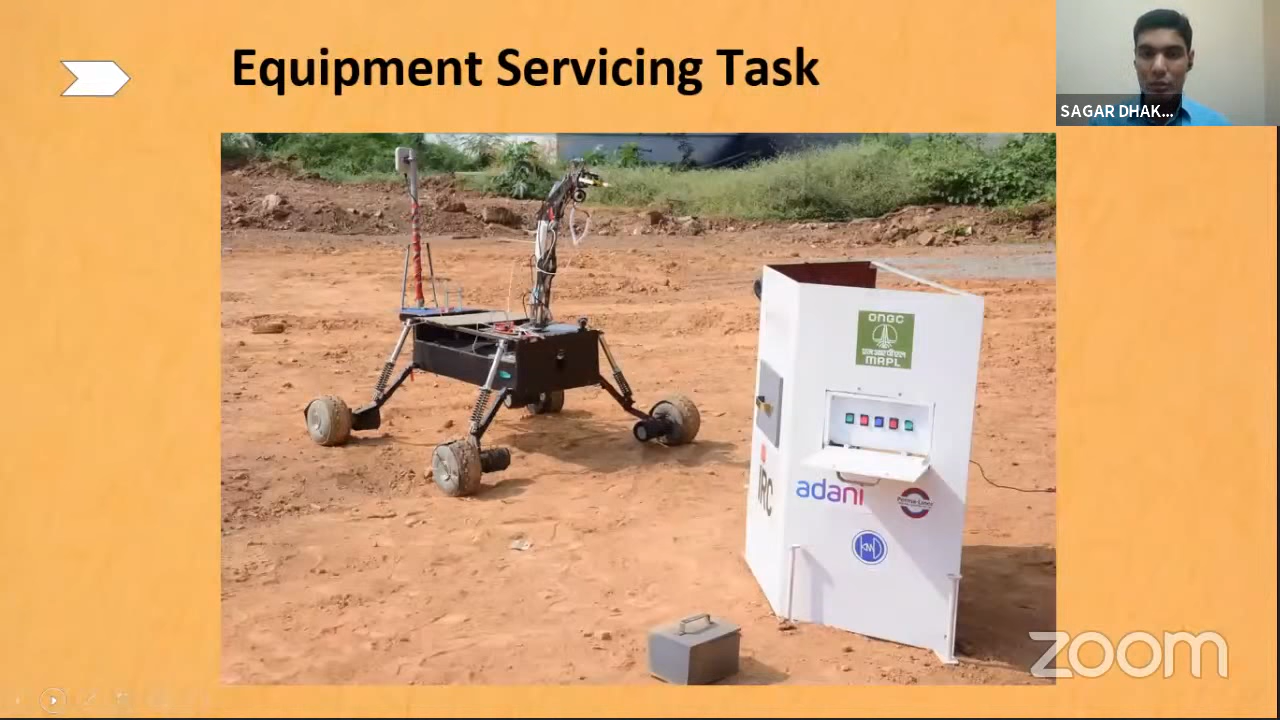 Equipment Servicing Task
SAGAR DHAK...
ONGC
MRPL
IRC
adani
zoom